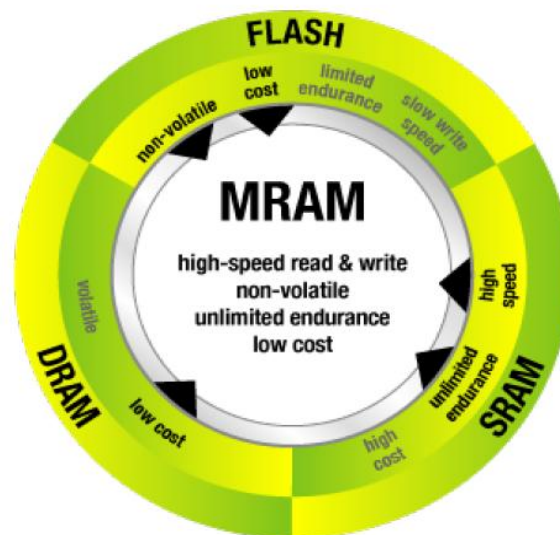 FLASH
non-volatile
low
cost
limited
endurance
slow write
speed
MRAM
high-speed read & write
non-volatile
unlimited endurance
low cost
high
speed
unlimited
endurance
high
cost
SRAM
volatile
low cost
DRAM